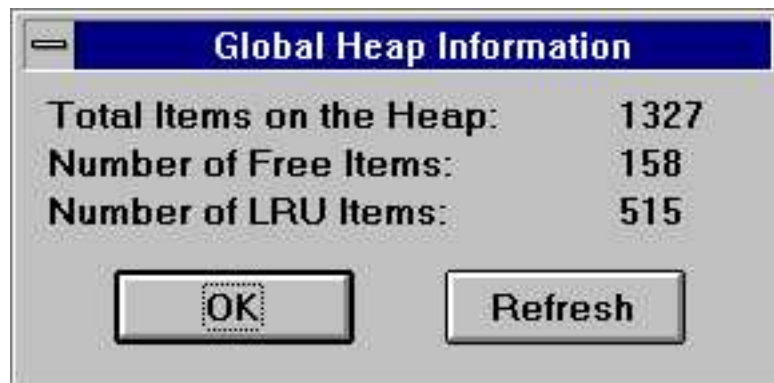 Global Heap Information
Total Items on the Heap: 1327
Number of Free Items: 158
Number of LRU Items: 515
OK Refresh